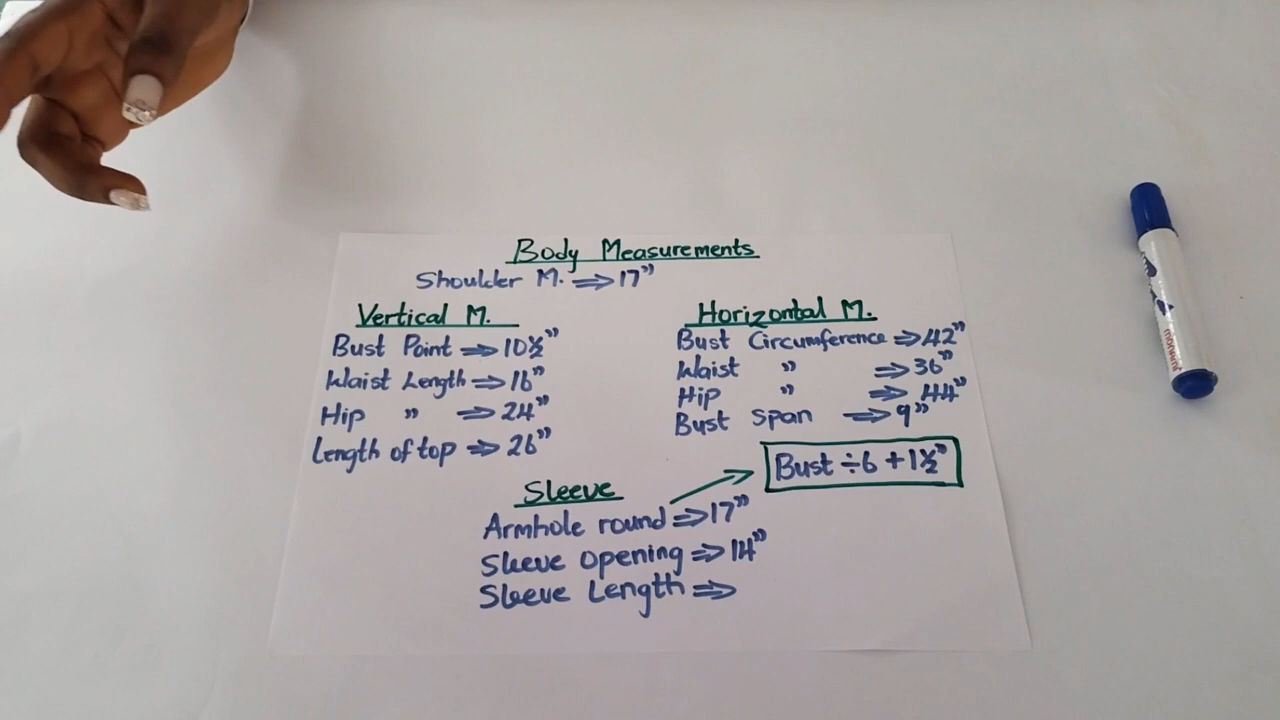 Body Measurements
Shoulder M. ⇒ 17"
Vertical M.
Bust Point ⇒ 10½"
Waist Length ⇒ 16"
Hip " ⇒ 24"
Length of top ⇒ 26"
Horizontal M.
Bust Circumference ⇒ 42"
Waist " ⇒ 36"
Hip " ⇒ 44"
Bust Span ⇒ 9"
Bust ÷ 6 + 1½"
Sleeve
Armhole round ⇒ 17"
Sleeve Opening ⇒ 14"
Sleeve Length ⇒